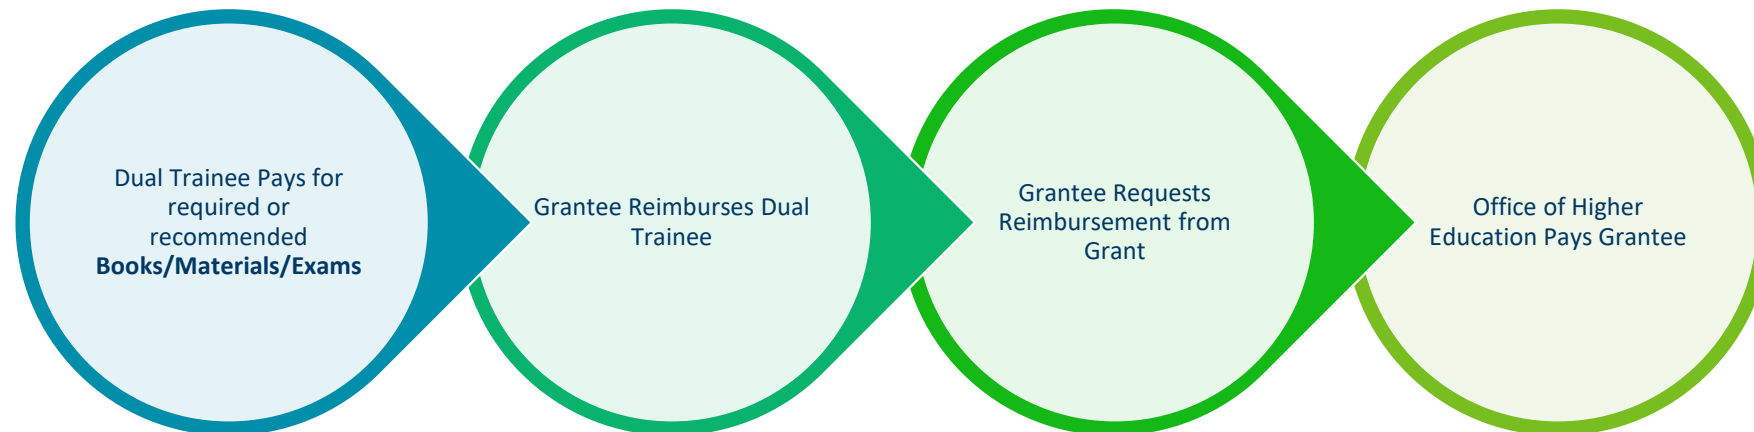 Dual Trainee Pays for
required or
recommended
Books/Materials/Exams
Grantee Reimburses Dual
Trainee
Grantee Requests
Reimbursement from
Grant
Office of Higher
Education Pays Grantee